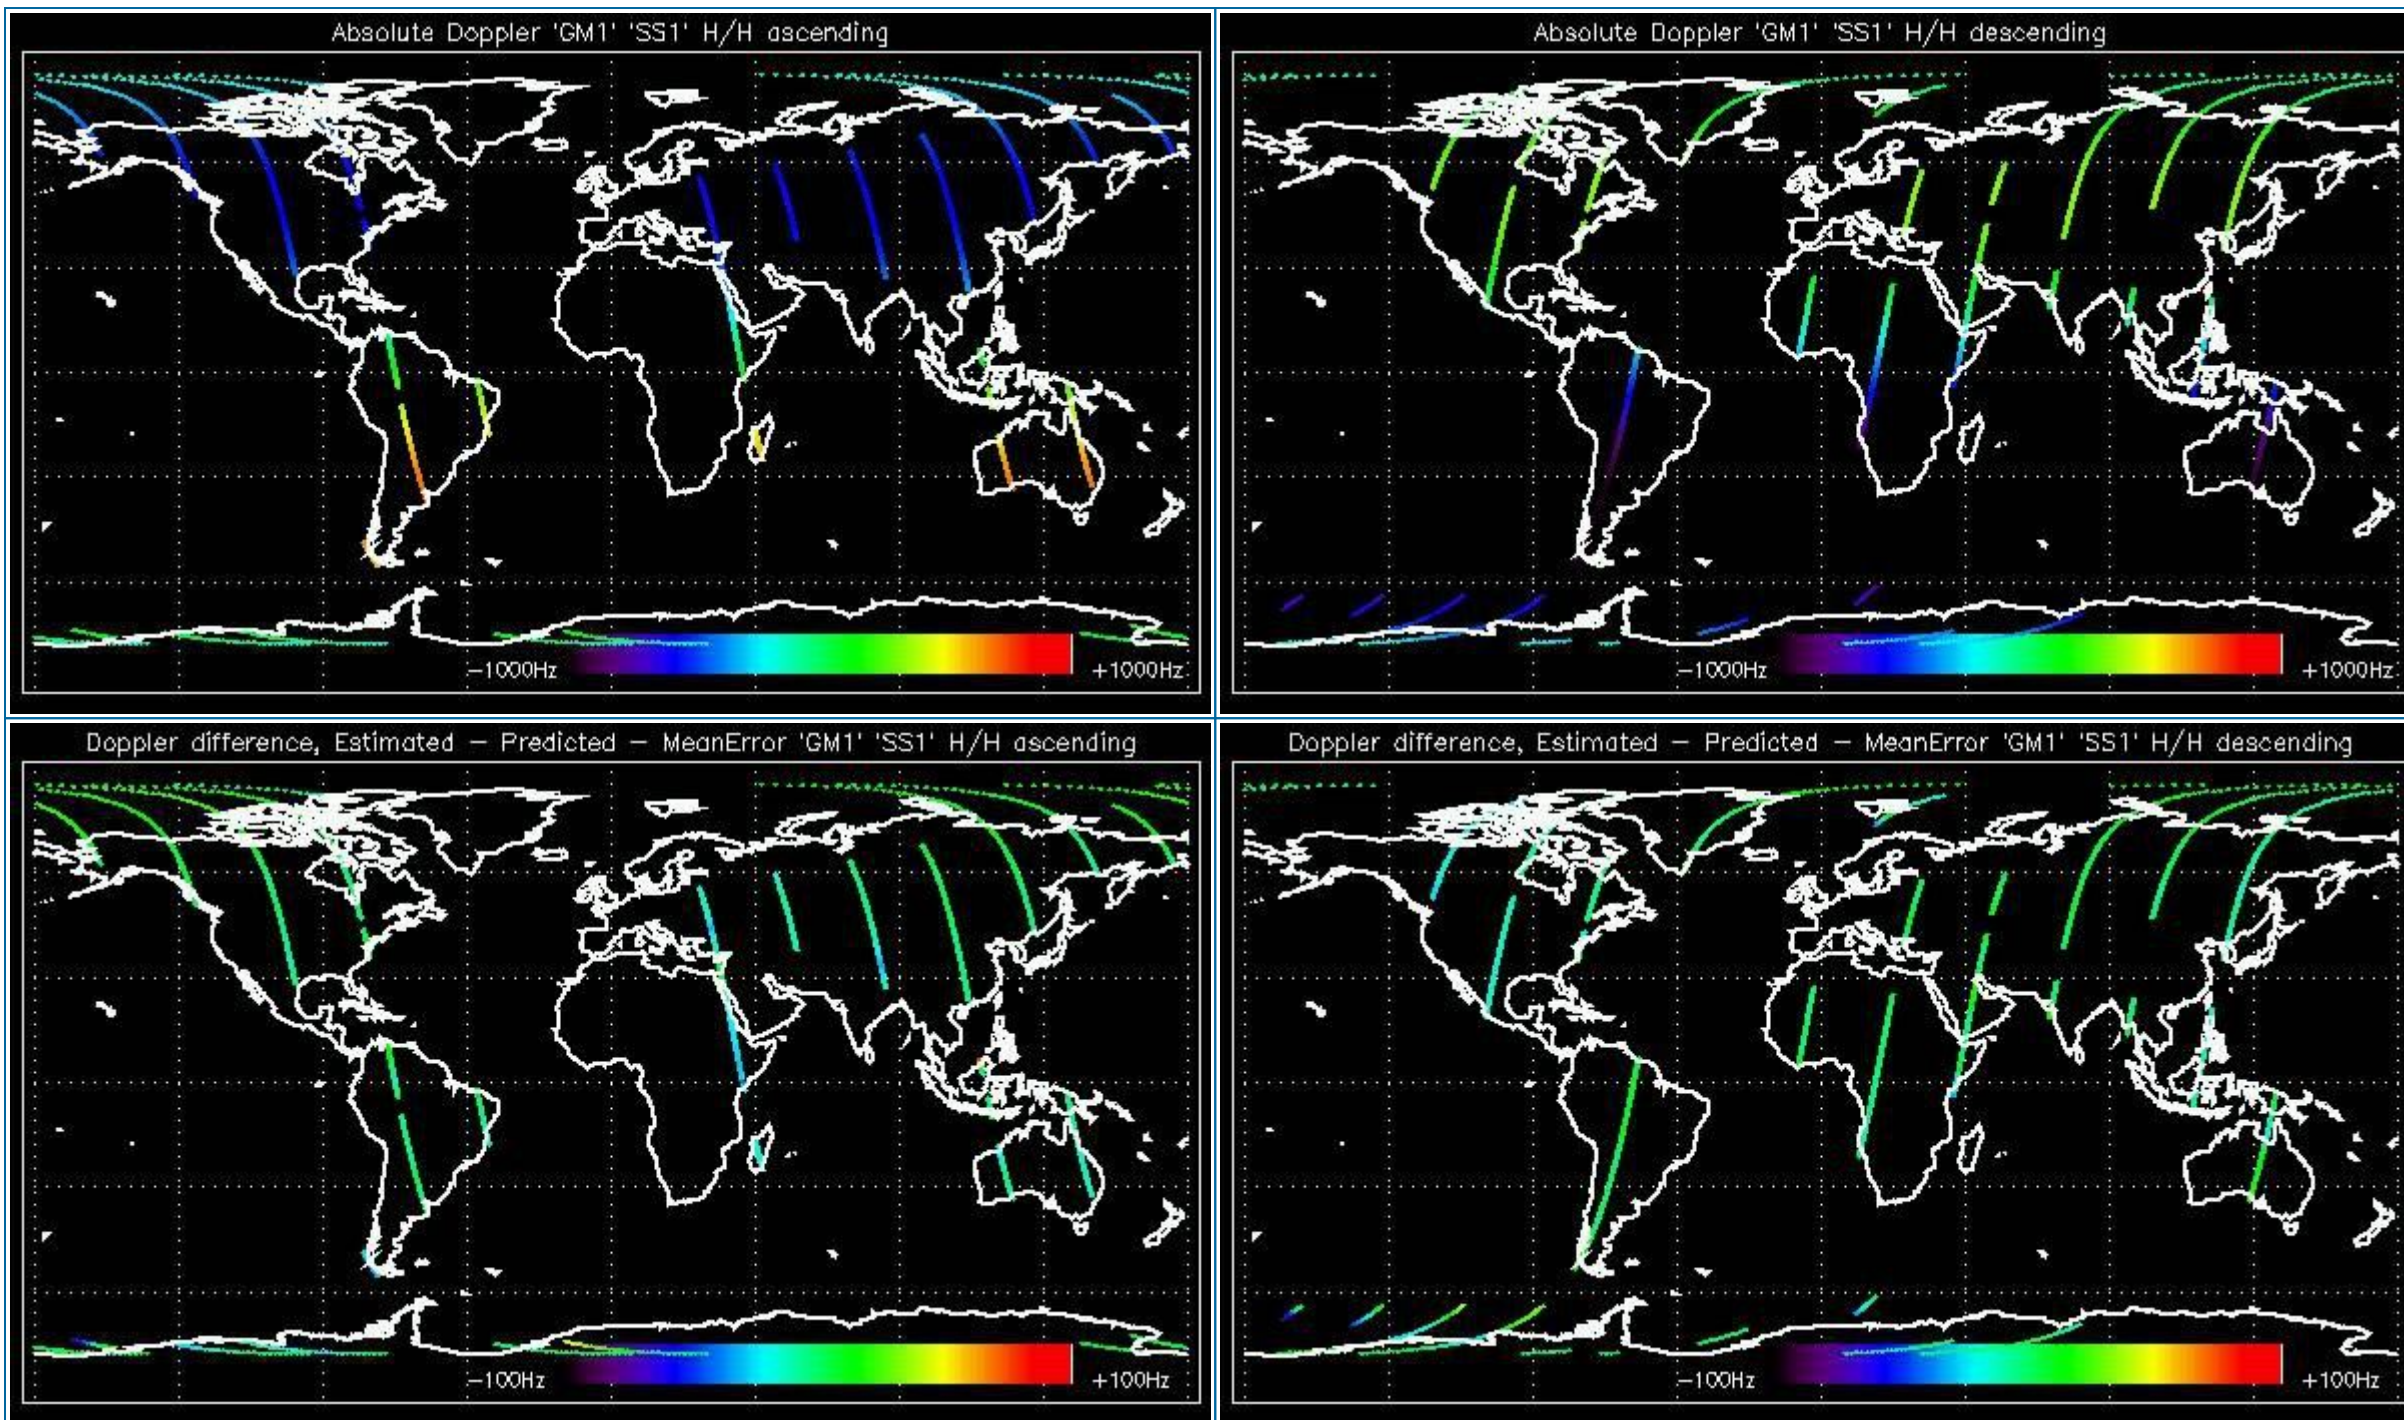 Absolute Doppler 'GM1' 'SS1' H/H ascending
-1000Hz
+1000Hz
Absolute Doppler 'GM1' 'SS1' H/H descending
-1000Hz
+1000Hz
Doppler difference, Estimated - Predicted - MeanError 'GM1' 'SS1' H/H ascending
-100Hz
+100Hz
Doppler difference, Estimated - Predicted - MeanError 'GM1' 'SS1' H/H descending
-100Hz
+100Hz